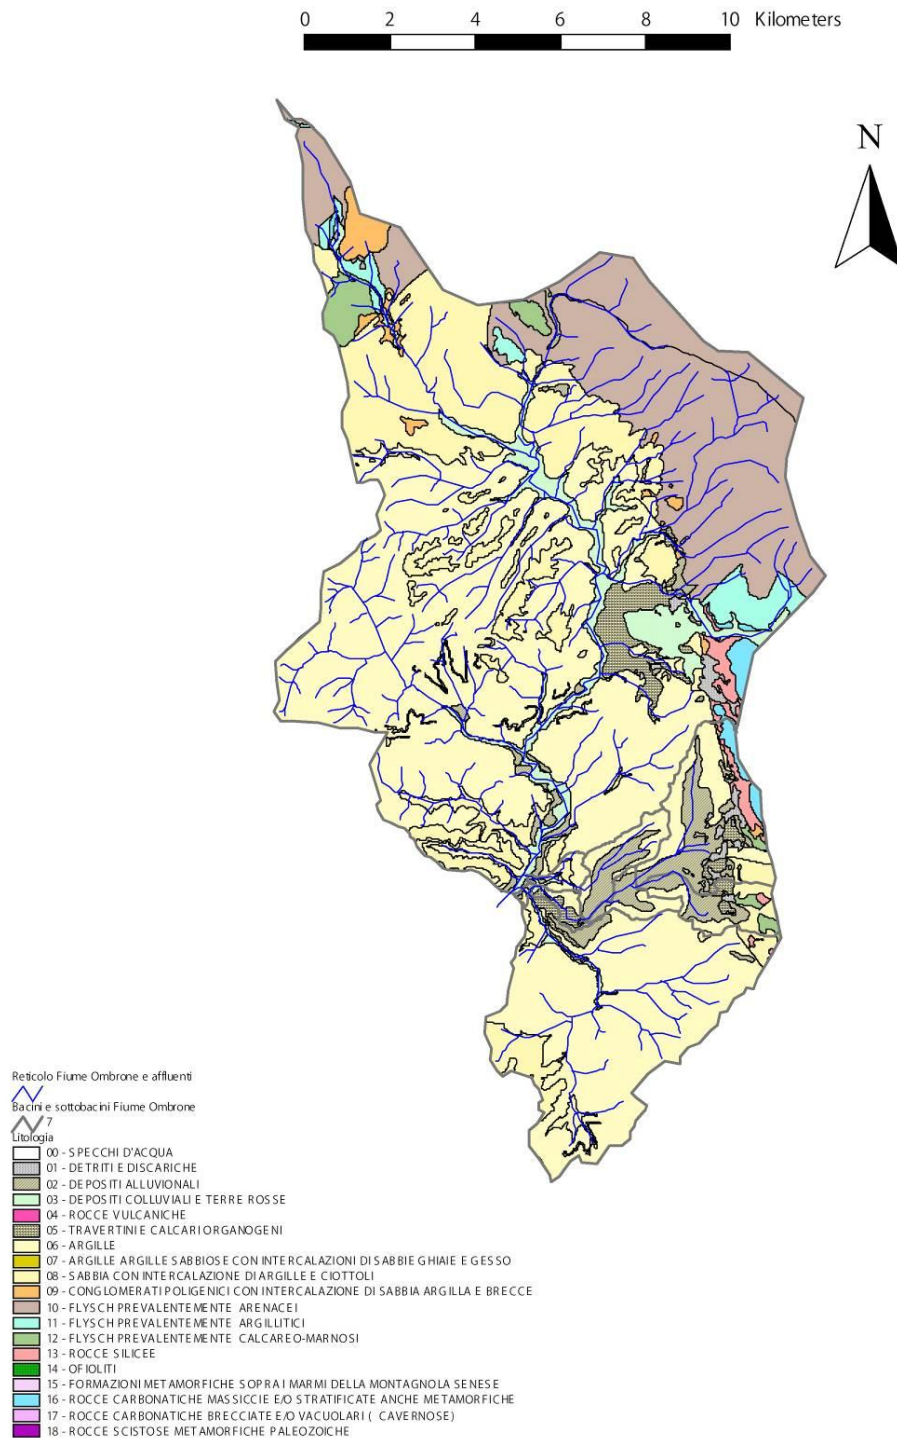 0 2 4 6 8 10 Kilometers
N
Reticolo Fiume Ombrone e affluenti
Bacini e sottobacini Fiume Ombrone
7
Litologia
00 - SPECCHI D'ACQUA
01 - DETRITI E DISCARICHE
02 - DEPOSITI ALLUVIONALI
03 - DEPOSITI COLLUVIALI E TERRE ROSSE
04 - ROCCE VULCANICHE
05 - TRAVERTINI E CALCARI ORGANOGENI
06 - ARGILLE
07 - ARGILLE ARGILLE SABBIOSE CON INTERCALAZIONI DI SABBIE GHIAIE E GESSO
08 - SABBIA CON INTERCALAZIONE DI ARGILLE E CIOTTOLI
09 - CONGLOMERATI POLIGENICI CON INTERCALAZIONE DI SABBIA ARGILLA E BRECCE
10 - FLYSCH PREVALENTEMENTE ARENACEI
11 - FLYSCH PREVALENTEMENTE ARGILLITICI
12 - FLYSCH PREVALENTEMENTE CALCAREO-MARNOSI
13 - ROCCE SILICEE
14 - OFIOLITI
15 - FORMAZIONI METAMORFICHE SOPRA I MARMI DELLA MONTAGNOLA SENESE
16 - ROCCE CARBONATICHE MASSICCIE E/O STRATIFICATE ANCHE METAMORFICHE
17 - ROCCE CARBONATICHE BRECCIATE E/O VACUOLARI ( CAVERNOSE)
18 - ROCCE SCISTOSE METAMORFICHE PALEOZOICHE